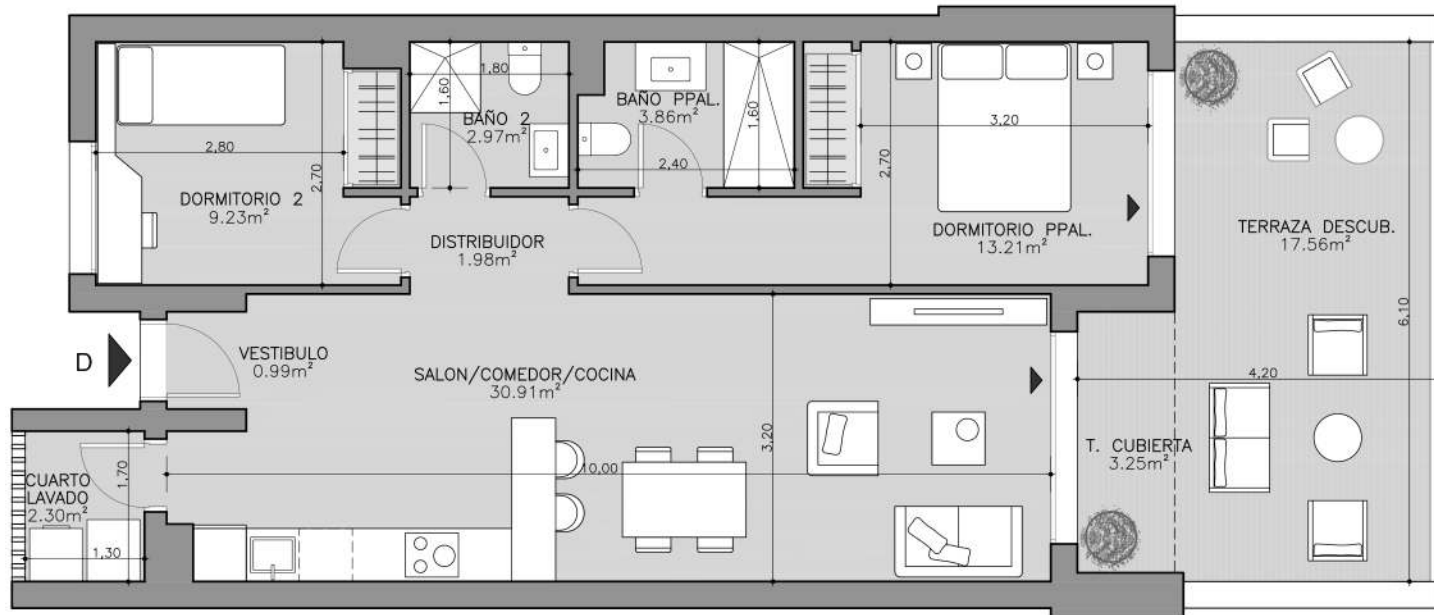 1,80
1,60
BAÑO 2
2.97m²
BAÑO PPAL.
3.86m²
1,60
2,40
3,20
2,70
2,80
2,70
DORMITORIO 2
9.23m²
DISTRIBUIDOR
1.98m²
DORMITORIO PPAL.
13.21m²
TERRAZA DESCUB.
17.56m²
6,10
D
VESTIBULO
0.99m²
SALON/COMEDOR/COCINA
30.91m²
4,20
3,20
T. CUBIERTA
3.25m²
10,00
1,70
CUARTO
LAVADO
2.30m²
1,30